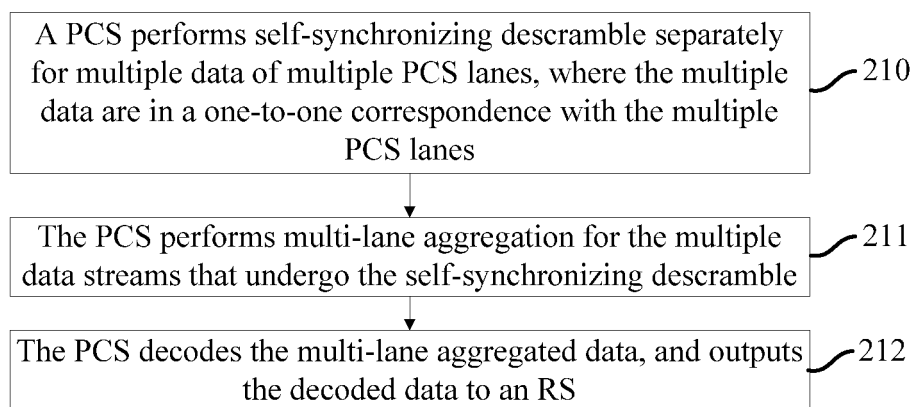 A PCS performs self-synchronizing descramble separately
for multiple data of multiple PCS lanes, where the multiple
data are in a one-to-one correspondence with the multiple
PCS lanes
210
The PCS performs multi-lane aggregation for the multiple
data streams that undergo the self-synchronizing descramble
211
The PCS decodes the multi-lane aggregated data, and outputs
the decoded data to an RS
212